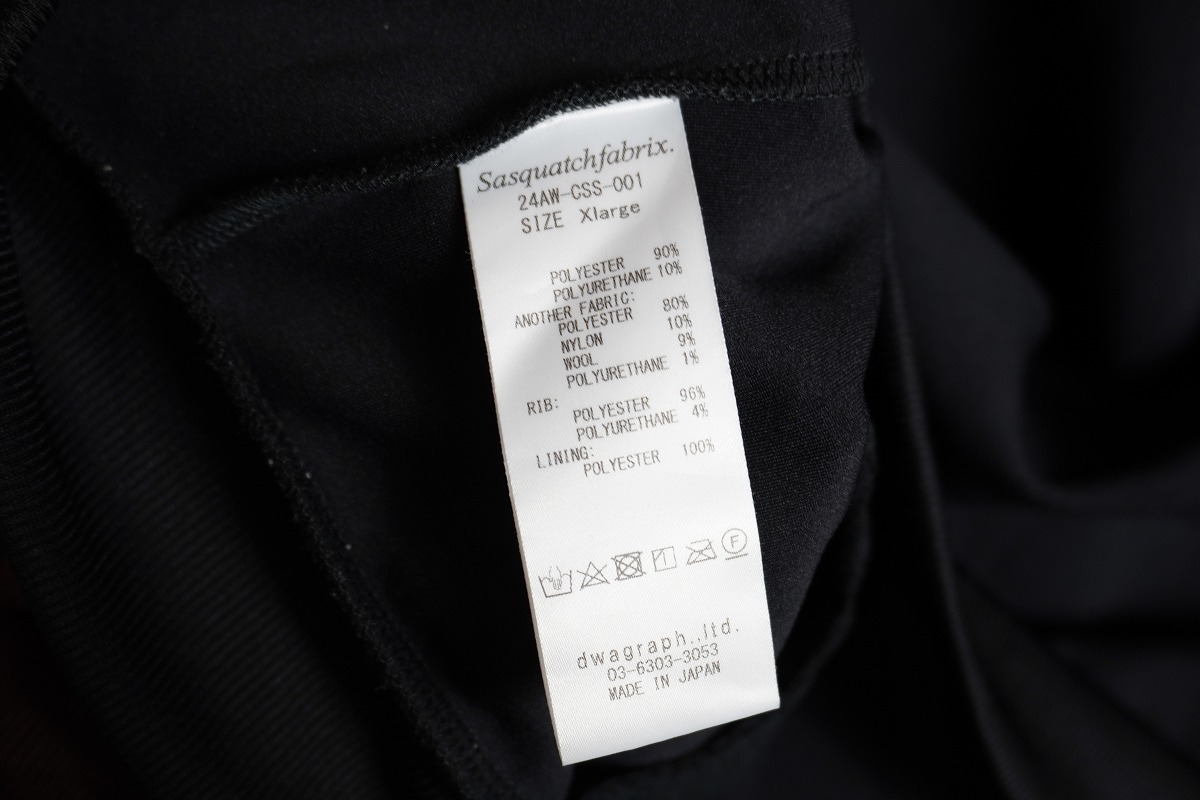 Sasquatchfabrix.
24AW-CSS-001
SIZE Xlarge
POLYESTER 90%
POLYURETHANE 10%
ANOTHER FABRIC:
POLYESTER 80%
NYLON 10%
WOOL 9%
POLYURETHANE 1%
RIB:
POLYESTER 96%
POLYURETHANE 4%
LINING:
POLYESTER 100%
F
dwagraph.,ltd.
03-6303-3053
MADE IN JAPAN